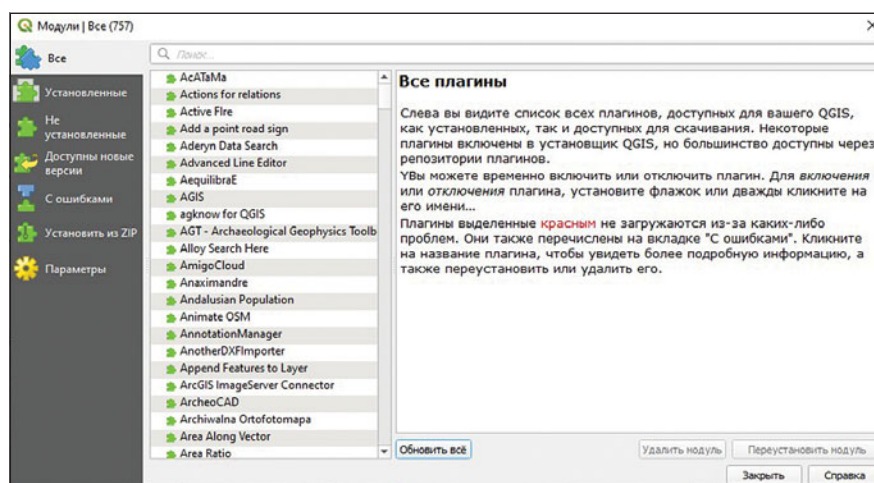 Модули | Все (757)
Все
Поиск...
Установленные
Не
установленные
Доступны новые
версии
С ошибками
Установить из ZIP
Параметры
AcATaMa
Actions for relations
Active FIre
Add a point road sign
Aderyn Data Search
Advanced Line Editor
AequilibraE
AGIS
agknow for QGIS
AGT - Archaeological Geophysics Toolb
Alloy Search Here
AmigoCloud
Anaximandre
Andalusian Population
Animate OSM
AnnotationManager
AnotherDXFImporter
Append Features to Layer
ArcGIS ImageServer Connector
ArcheoCAD
Archiwalna Ortofotomapa
Area Along Vector
Area Ratio
Все плагины
Слева вы видите список всех плагинов, доступных для вашего QGIS,
как установленных, так и доступных для скачивания. Некоторые
плагины включены в установщик QGIS, но большинство доступны через
репозитории плагинов.
YВы можете временно включить или отключить плагин. Для включения
или отключения плагина, установите флажок или дважды кликните на
его имени...
Плагины выделенные красным не загружаются из-за каких-либо
проблем. Они также перечислены на вкладке "С ошибками". Кликните
на название плагина, чтобы увидеть более подробную информацию, а
также переустановить или удалить его.
Обновить всё
Удалить модуль
Переустановить модуль
Закрыть
Справка